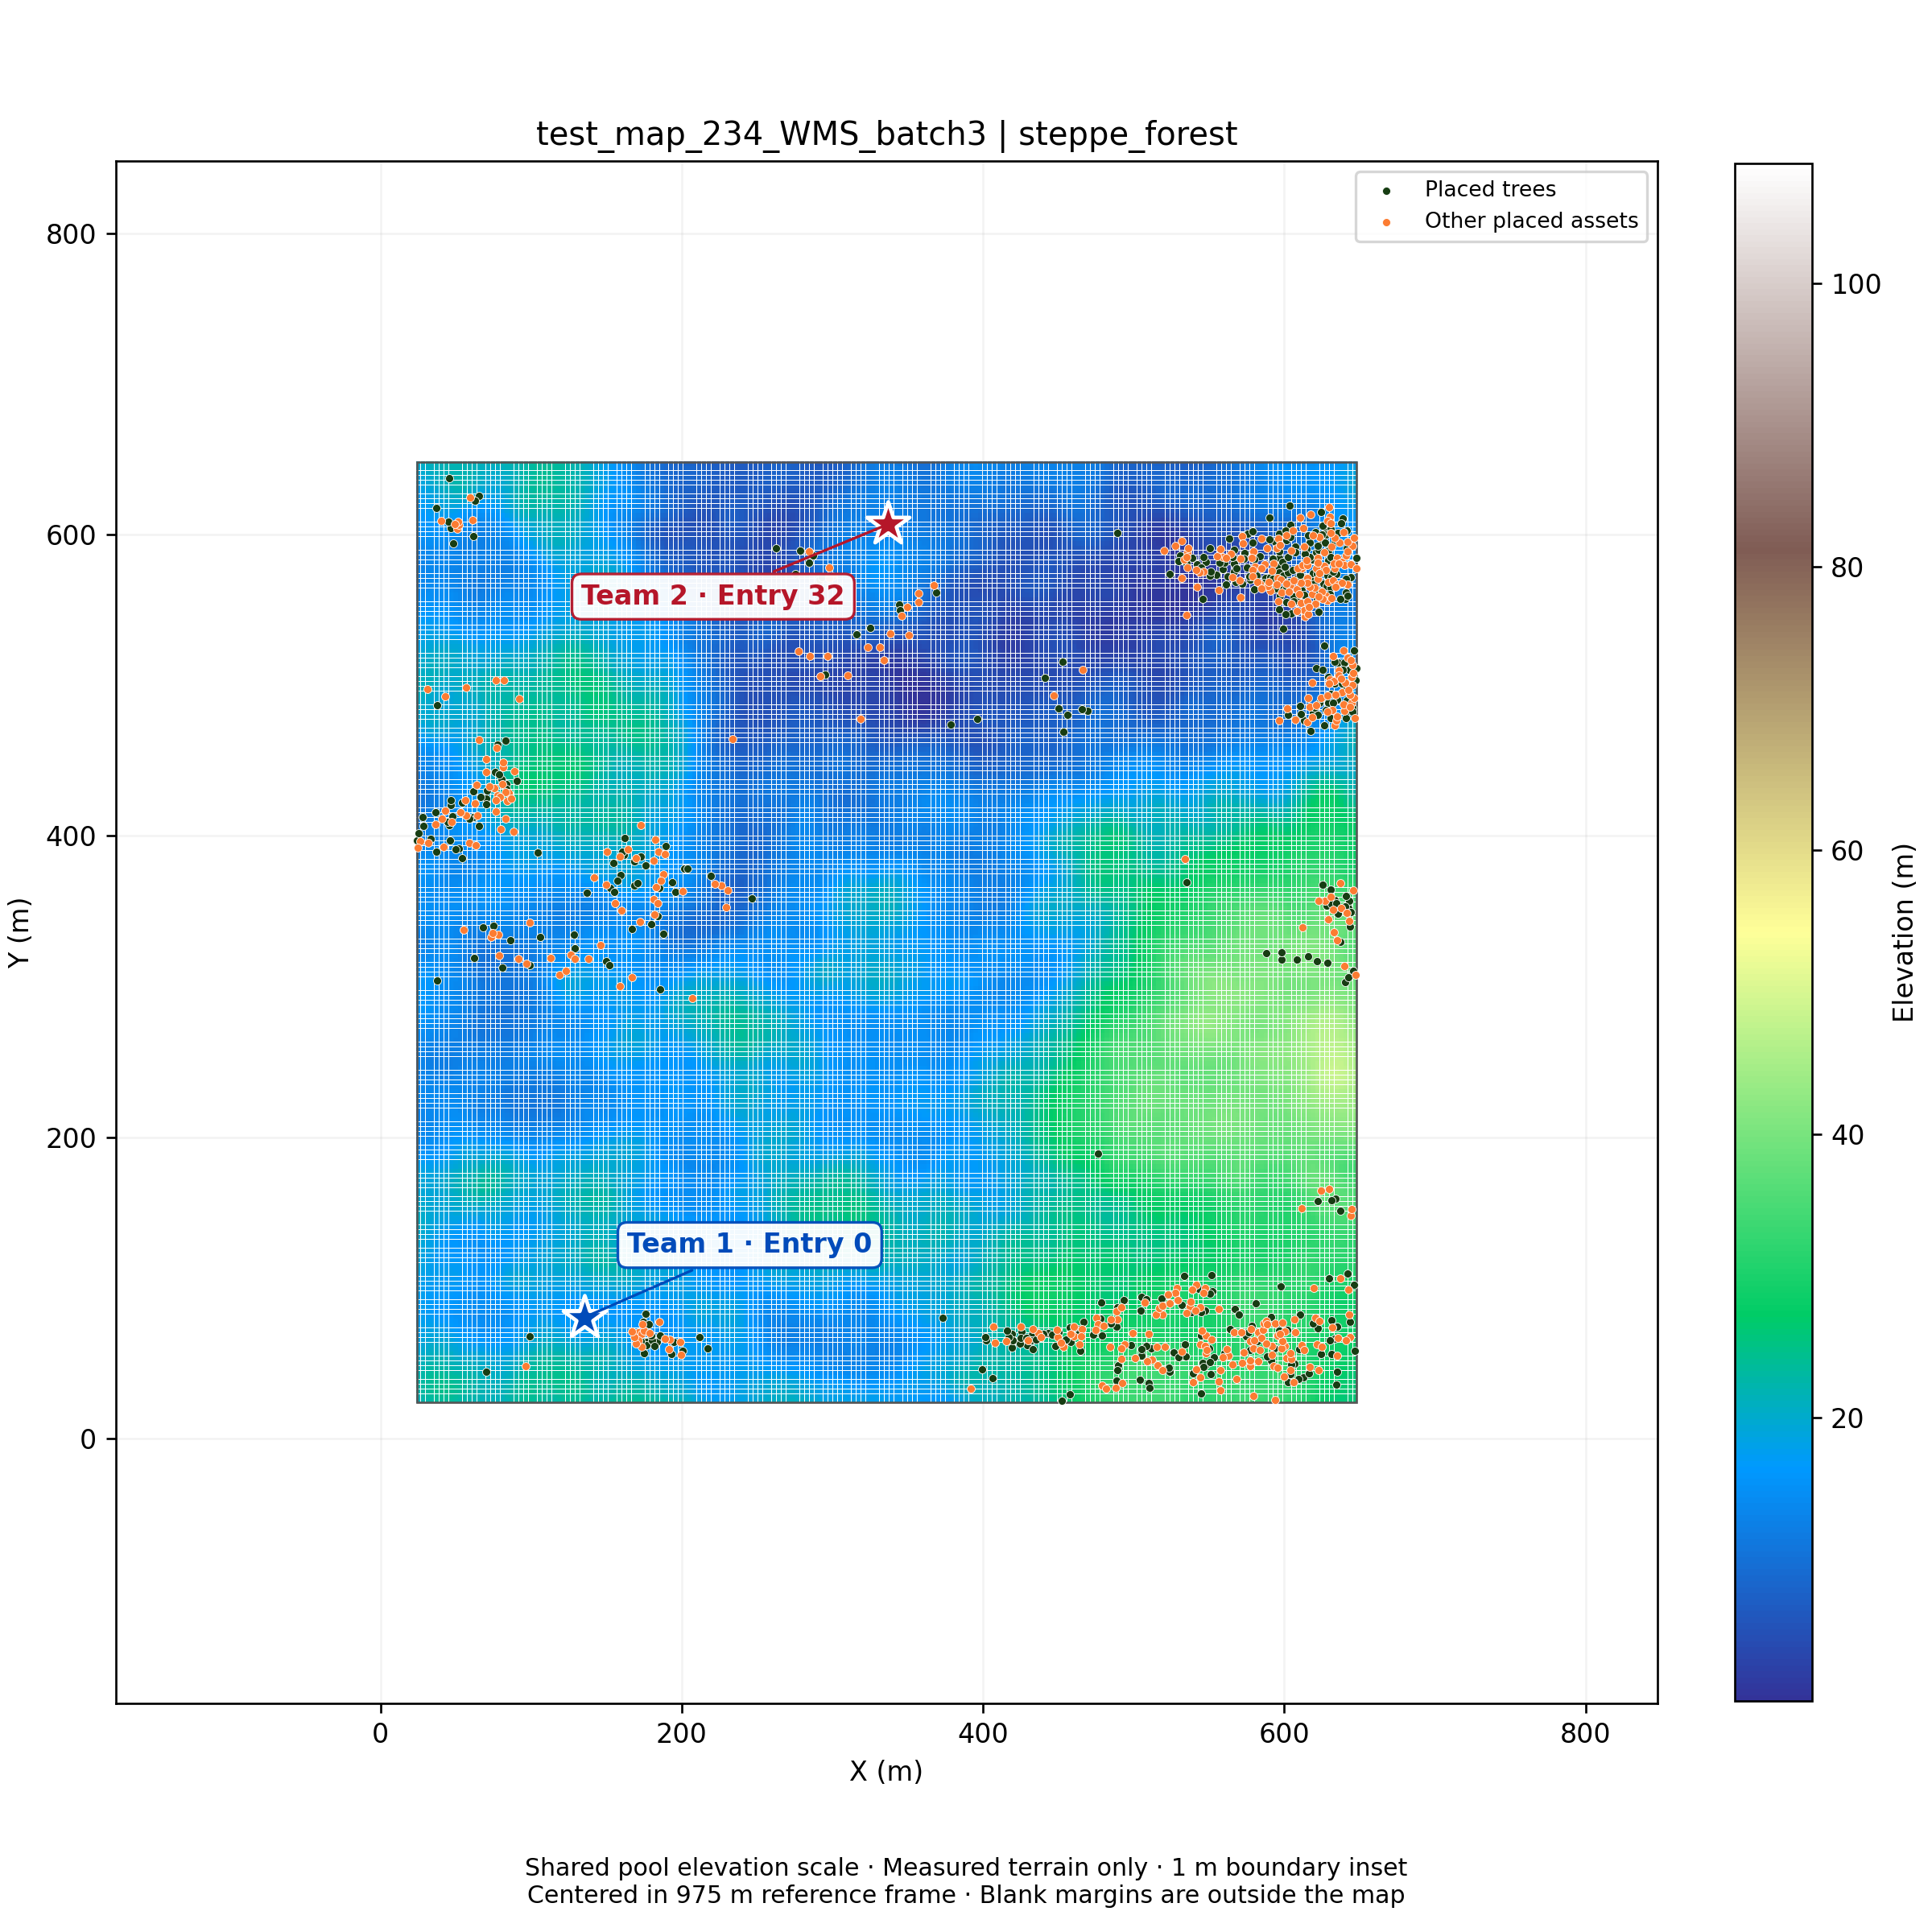 test_map_234_WMS_batch3 | steppe_forest
Placed trees
Other placed assets
800
600
400
200
0
Y (m)
Team 2 · Entry 32
Team 1 · Entry 0
0
200
400
600
800
X (m)
100
80
60
40
20
Elevation (m)
Shared pool elevation scale · Measured terrain only · 1 m boundary inset
Centered in 975 m reference frame · Blank margins are outside the map